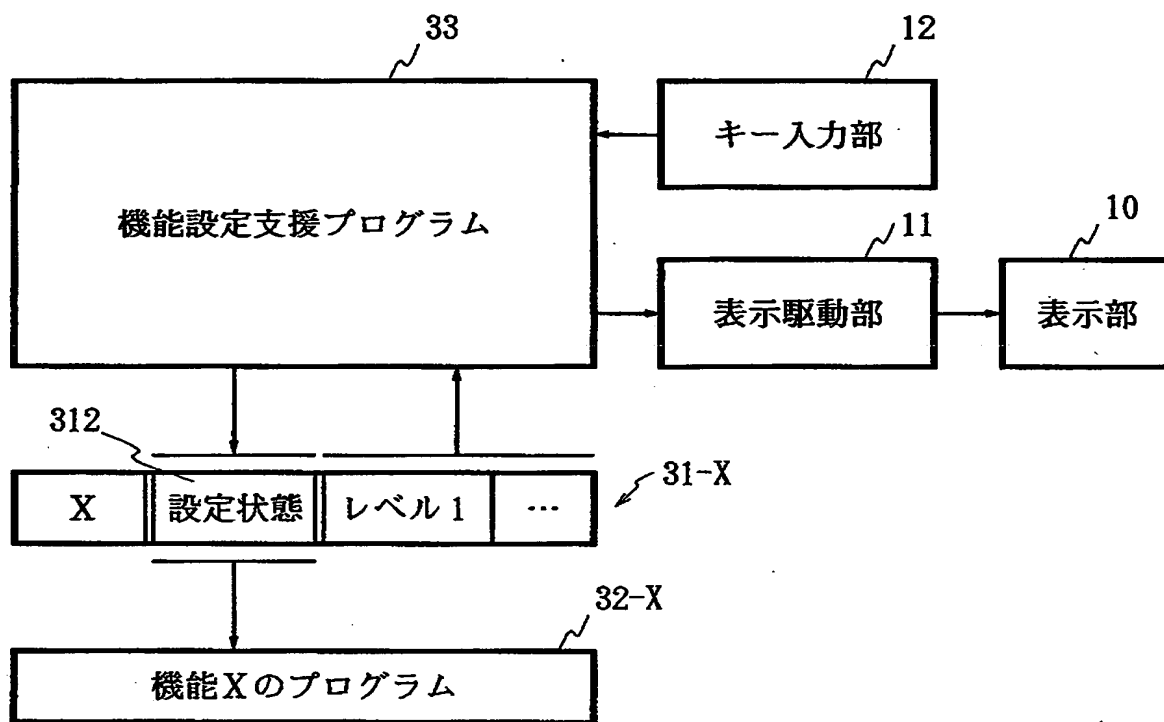 33
12
キー入力部
機能設定支援プログラム
11
10
表示駆動部
表示部
312
31-X
X
設定状態
レベル1
…
32-X
機能Xのプログラム